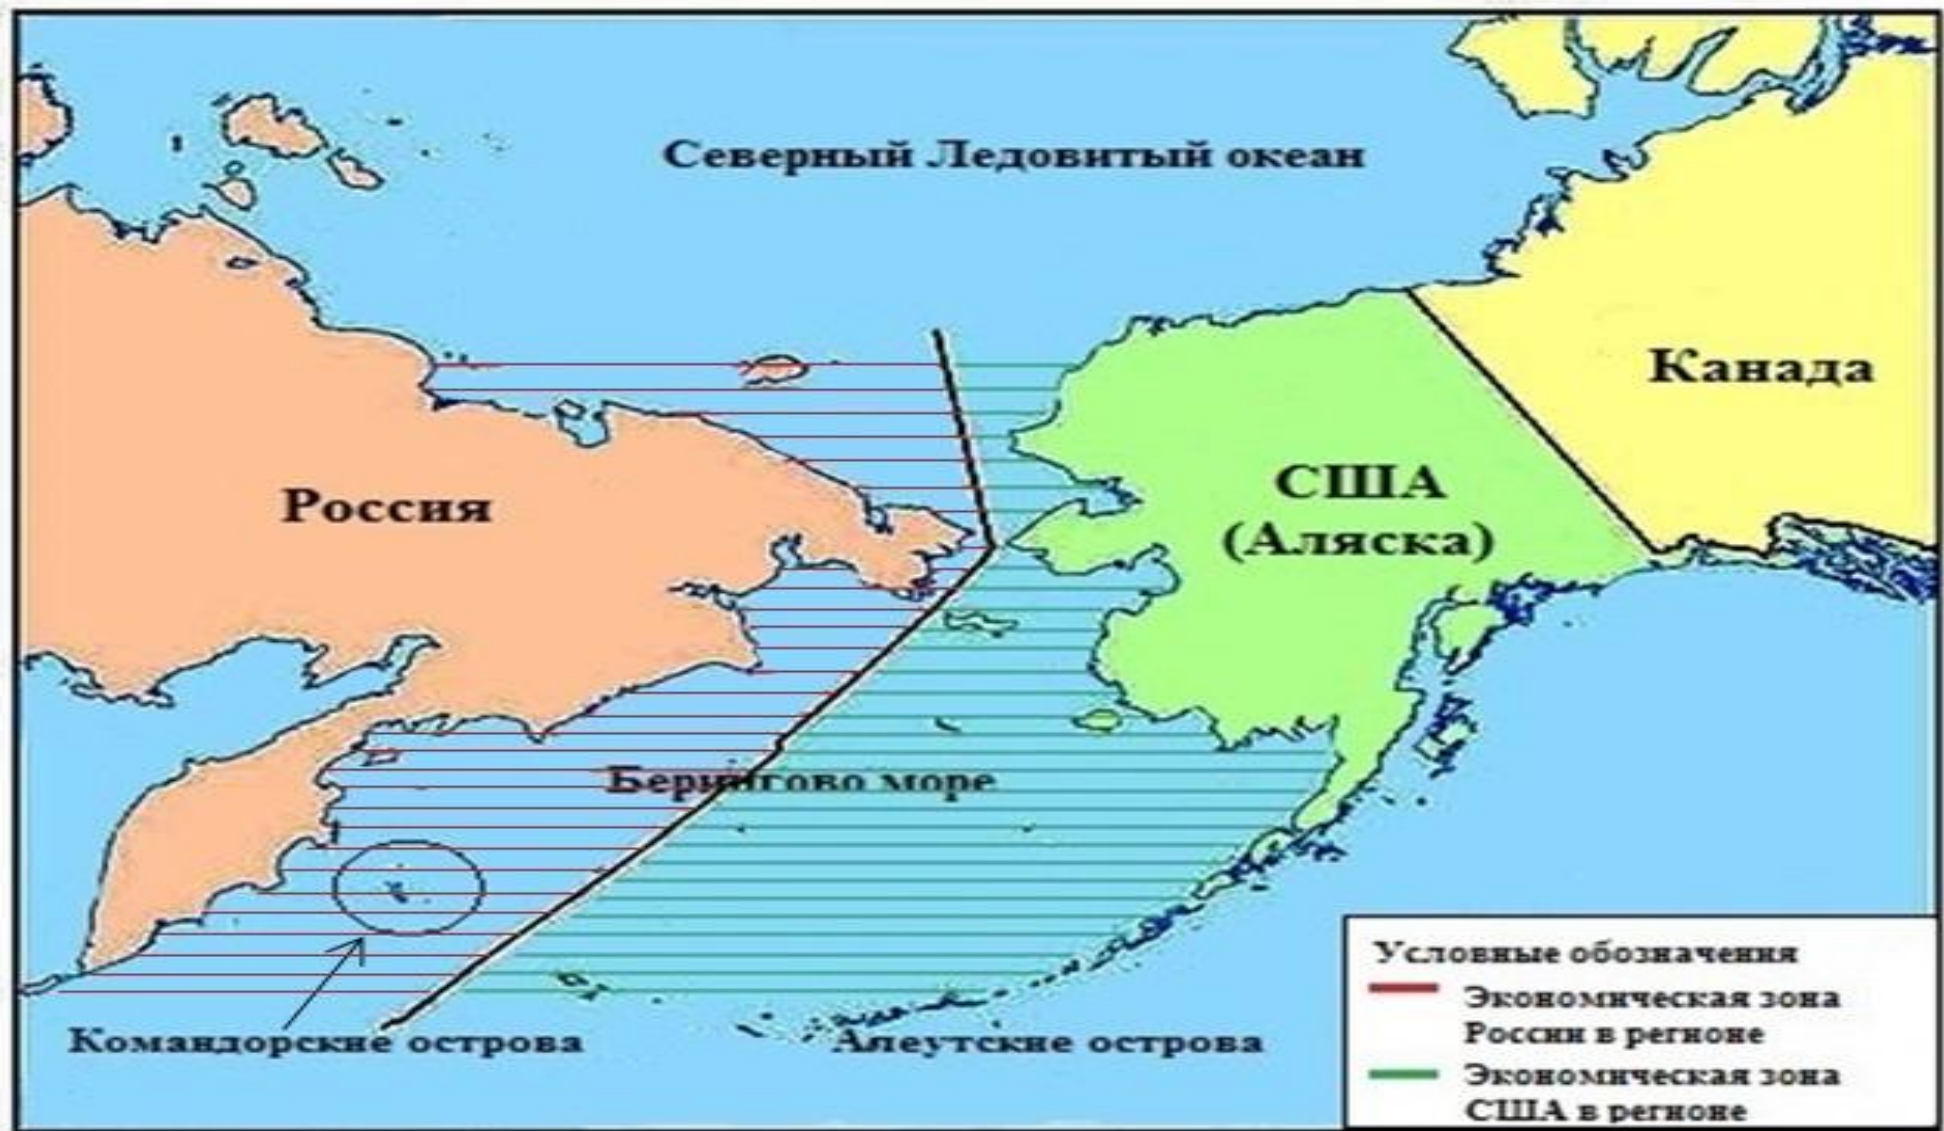 Северный Ледовитый океан
Канада
Россия
США
(Аляска)
Берингово море
Командорские острова
Алеутские острова
Условные обозначения
Экономическая зона
России в регионе
Экономическая зона
США в регионе